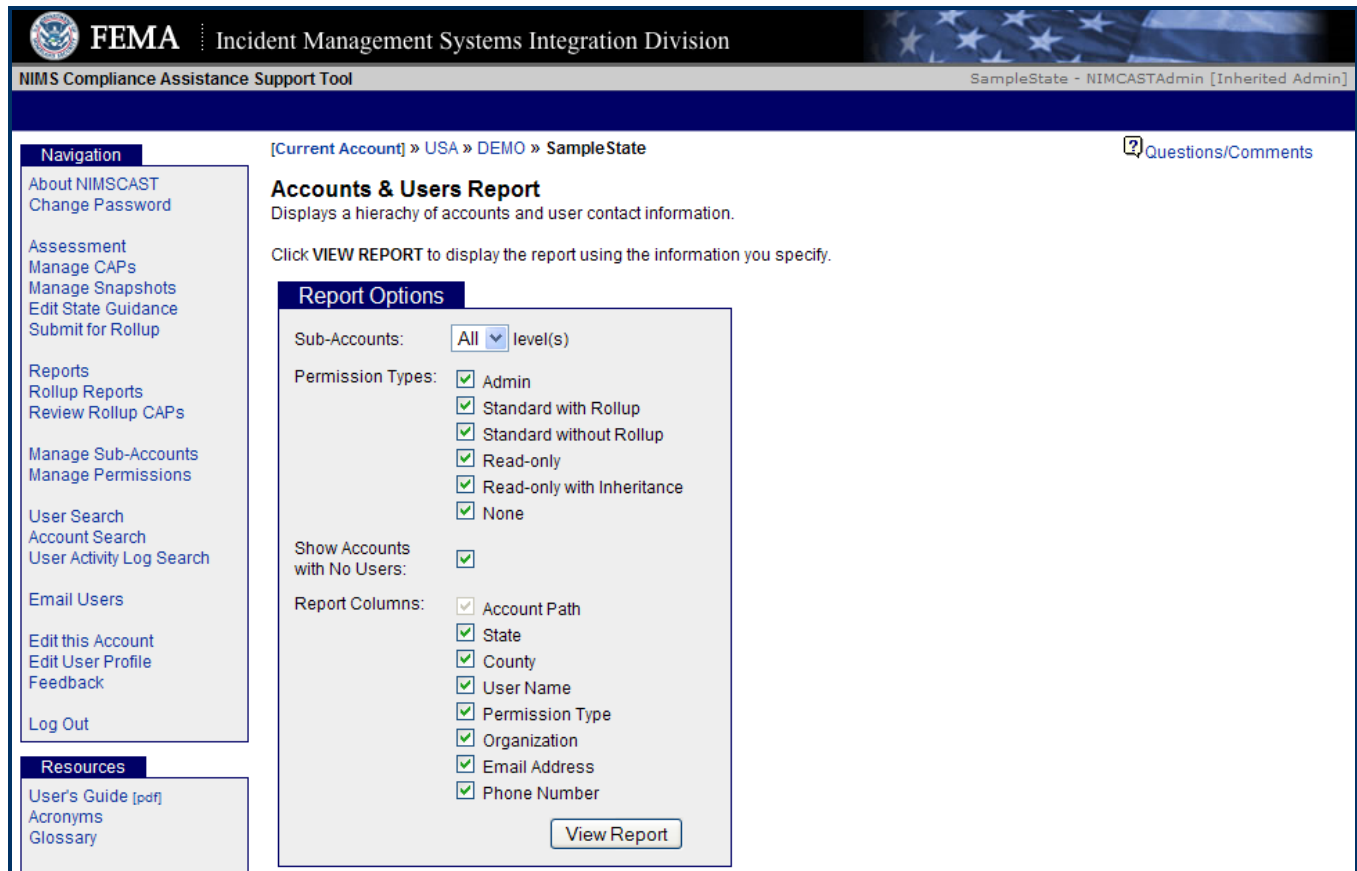 FEMA Incident Management Systems Integration Division
NIMS Compliance Assistance Support Tool
SampleState - NIMCASTAdmin [Inherited Admin]
Navigation
About NIMSCAST
Change Password
Assessment
Manage CAPs
Manage Snapshots
Edit State Guidance
Submit for Rollup
Reports
Rollup Reports
Review Rollup CAPs
Manage Sub-Accounts
Manage Permissions
User Search
Account Search
User Activity Log Search
Email Users
Edit this Account
Edit User Profile
Feedback
Log Out
Resources
User's Guide [pdf]
Acronyms
Glossary
[Current Account] » USA » DEMO » SampleState
Questions/Comments
Accounts & Users Report
Displays a hierachy of accounts and user contact information.
Click VIEW REPORT to display the report using the information you specify.
Report Options
Sub-Accounts: All level(s)
Permission Types: Admin
Standard with Rollup
Standard without Rollup
Read-only
Read-only with Inheritance
None
Show Accounts
with No Users:
Report Columns: Account Path
State
County
User Name
Permission Type
Organization
Email Address
Phone Number
View Report